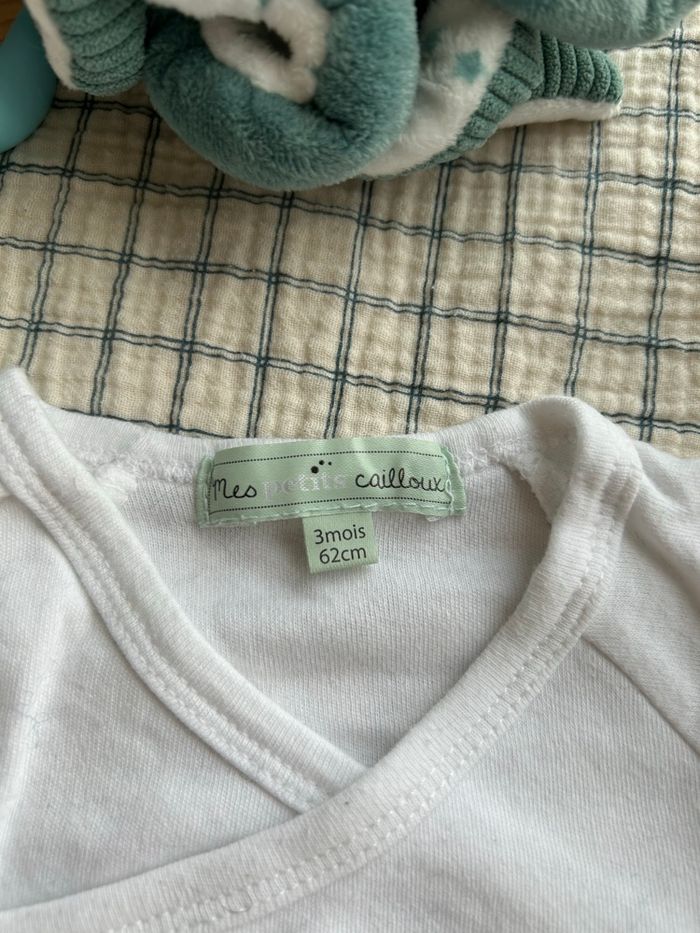 Mes petits cailloux
3mois
62cm